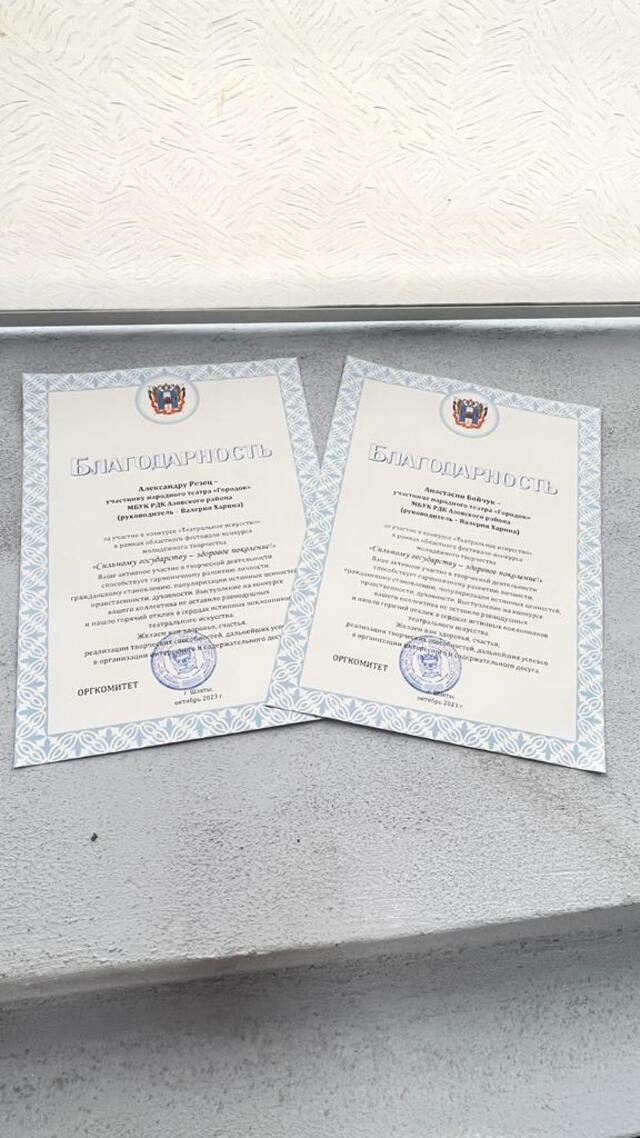 БЛАГОДАРНОСТЬ
Александру Резец –
участнику народного театра «Городок»
МБУК РДК Азовского района
(руководитель – Валерия Харина)
за участие в конкурсе «Театральное искусство»
в рамках областного фестиваля-конкурса
молодёжного творчества
«Сильному государству – здоровое поколение!»
Ваше активное участие в творческой деятельности
способствует гармоничному развитию личности,
гражданскому становлению, популяризации истинных ценностей,
нравственности, духовности. Выступление на конкурсе
вашего коллектива не оставило равнодушных
и нашло горячий отклик в сердцах истинных поклонников
театрального искусства.
Желаем вам здоровья, счастья,
реализации творческих способностей, дальнейших успех
в организации интересного и содержательного досу
ОРГКОМИТЕТ
г. Шахты,
октябрь 2023 г.
БЛАГОДАРНОСТЬ
Анастасии Бойчук –
участнице народного театра «Городок»
МБУК РДК Азовского района
(руководитель – Валерия Харина)
за участие в конкурсе «Театральное искусство»
в рамках областного фестиваля-конкурса
молодёжного творчества
«Сильному государству – здоровое поколение!»
Ваше активное участие в творческой деятельности
способствует гармоничному развитию личности,
гражданскому становлению, популяризации истинных ценностей,
нравственности, духовности. Выступление на конкурсе
вашего коллектива не оставило равнодушных
и нашло горячий отклик в сердцах истинных поклонников
театрального искусства.
Желаем вам здоровья, счастья,
реализации творческих способностей, дальнейших успехов
в организации интересного и содержательного досуга.
ОРГКОМИТЕТ
г. Шахты,
октябрь 2023 г.